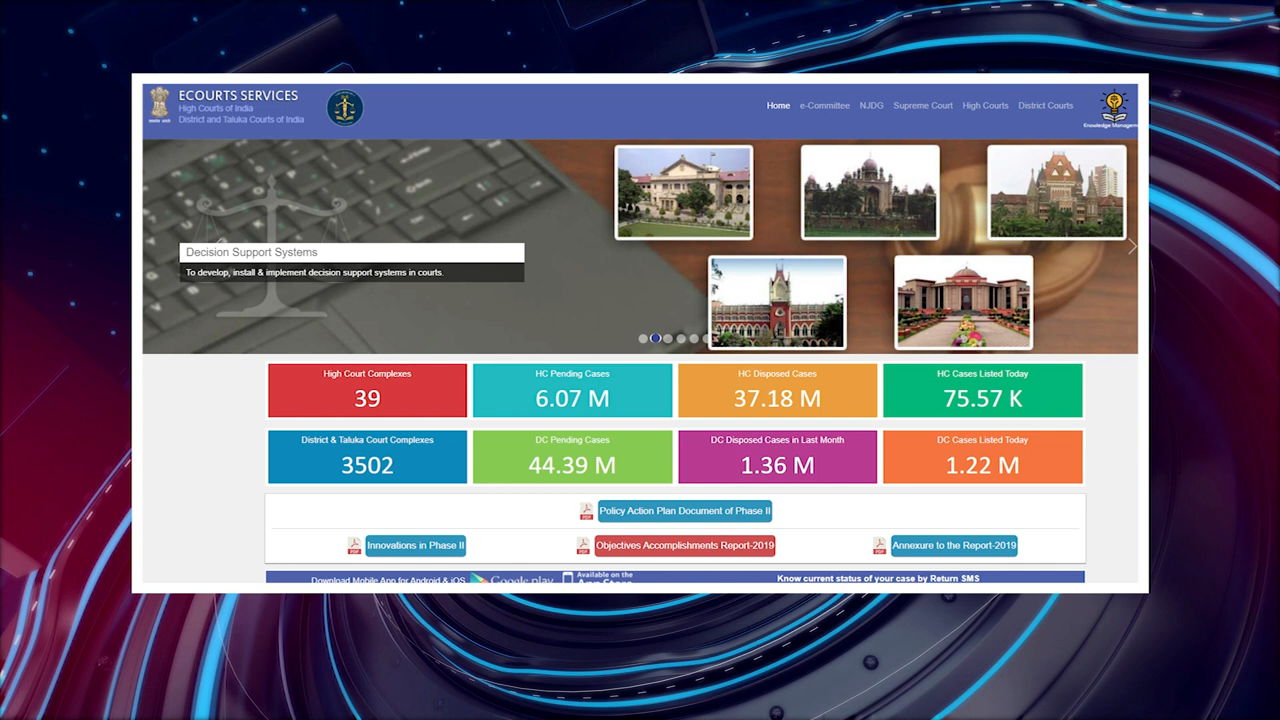 ECOURTS SERVICES
High Courts of India
District and Taluka Courts of India
Home e-Committee NJDG Supreme Court High Courts District Courts
Knowledge Managem
Decision Support Systems
To develop, install & implement decision support systems in courts.
High Court Complexes
39
HC Pending Cases
6.07 M
HC Disposed Cases
37.18 M
HC Cases Listed Today
75.57 K
District & Taluka Court Complexes
3502
DC Pending Cases
44.39 M
DC Disposed Cases in Last Month
1.36 M
DC Cases Listed Today
1.22 M
Policy Action Plan Document of Phase II
Innovations in Phase II
Objectives Accomplishments Report-2019
Annexure to the Report-2019
Download Mobile App for Android & iOS
Google play
Available on the
App Store
Know current status of your case by Return SMS